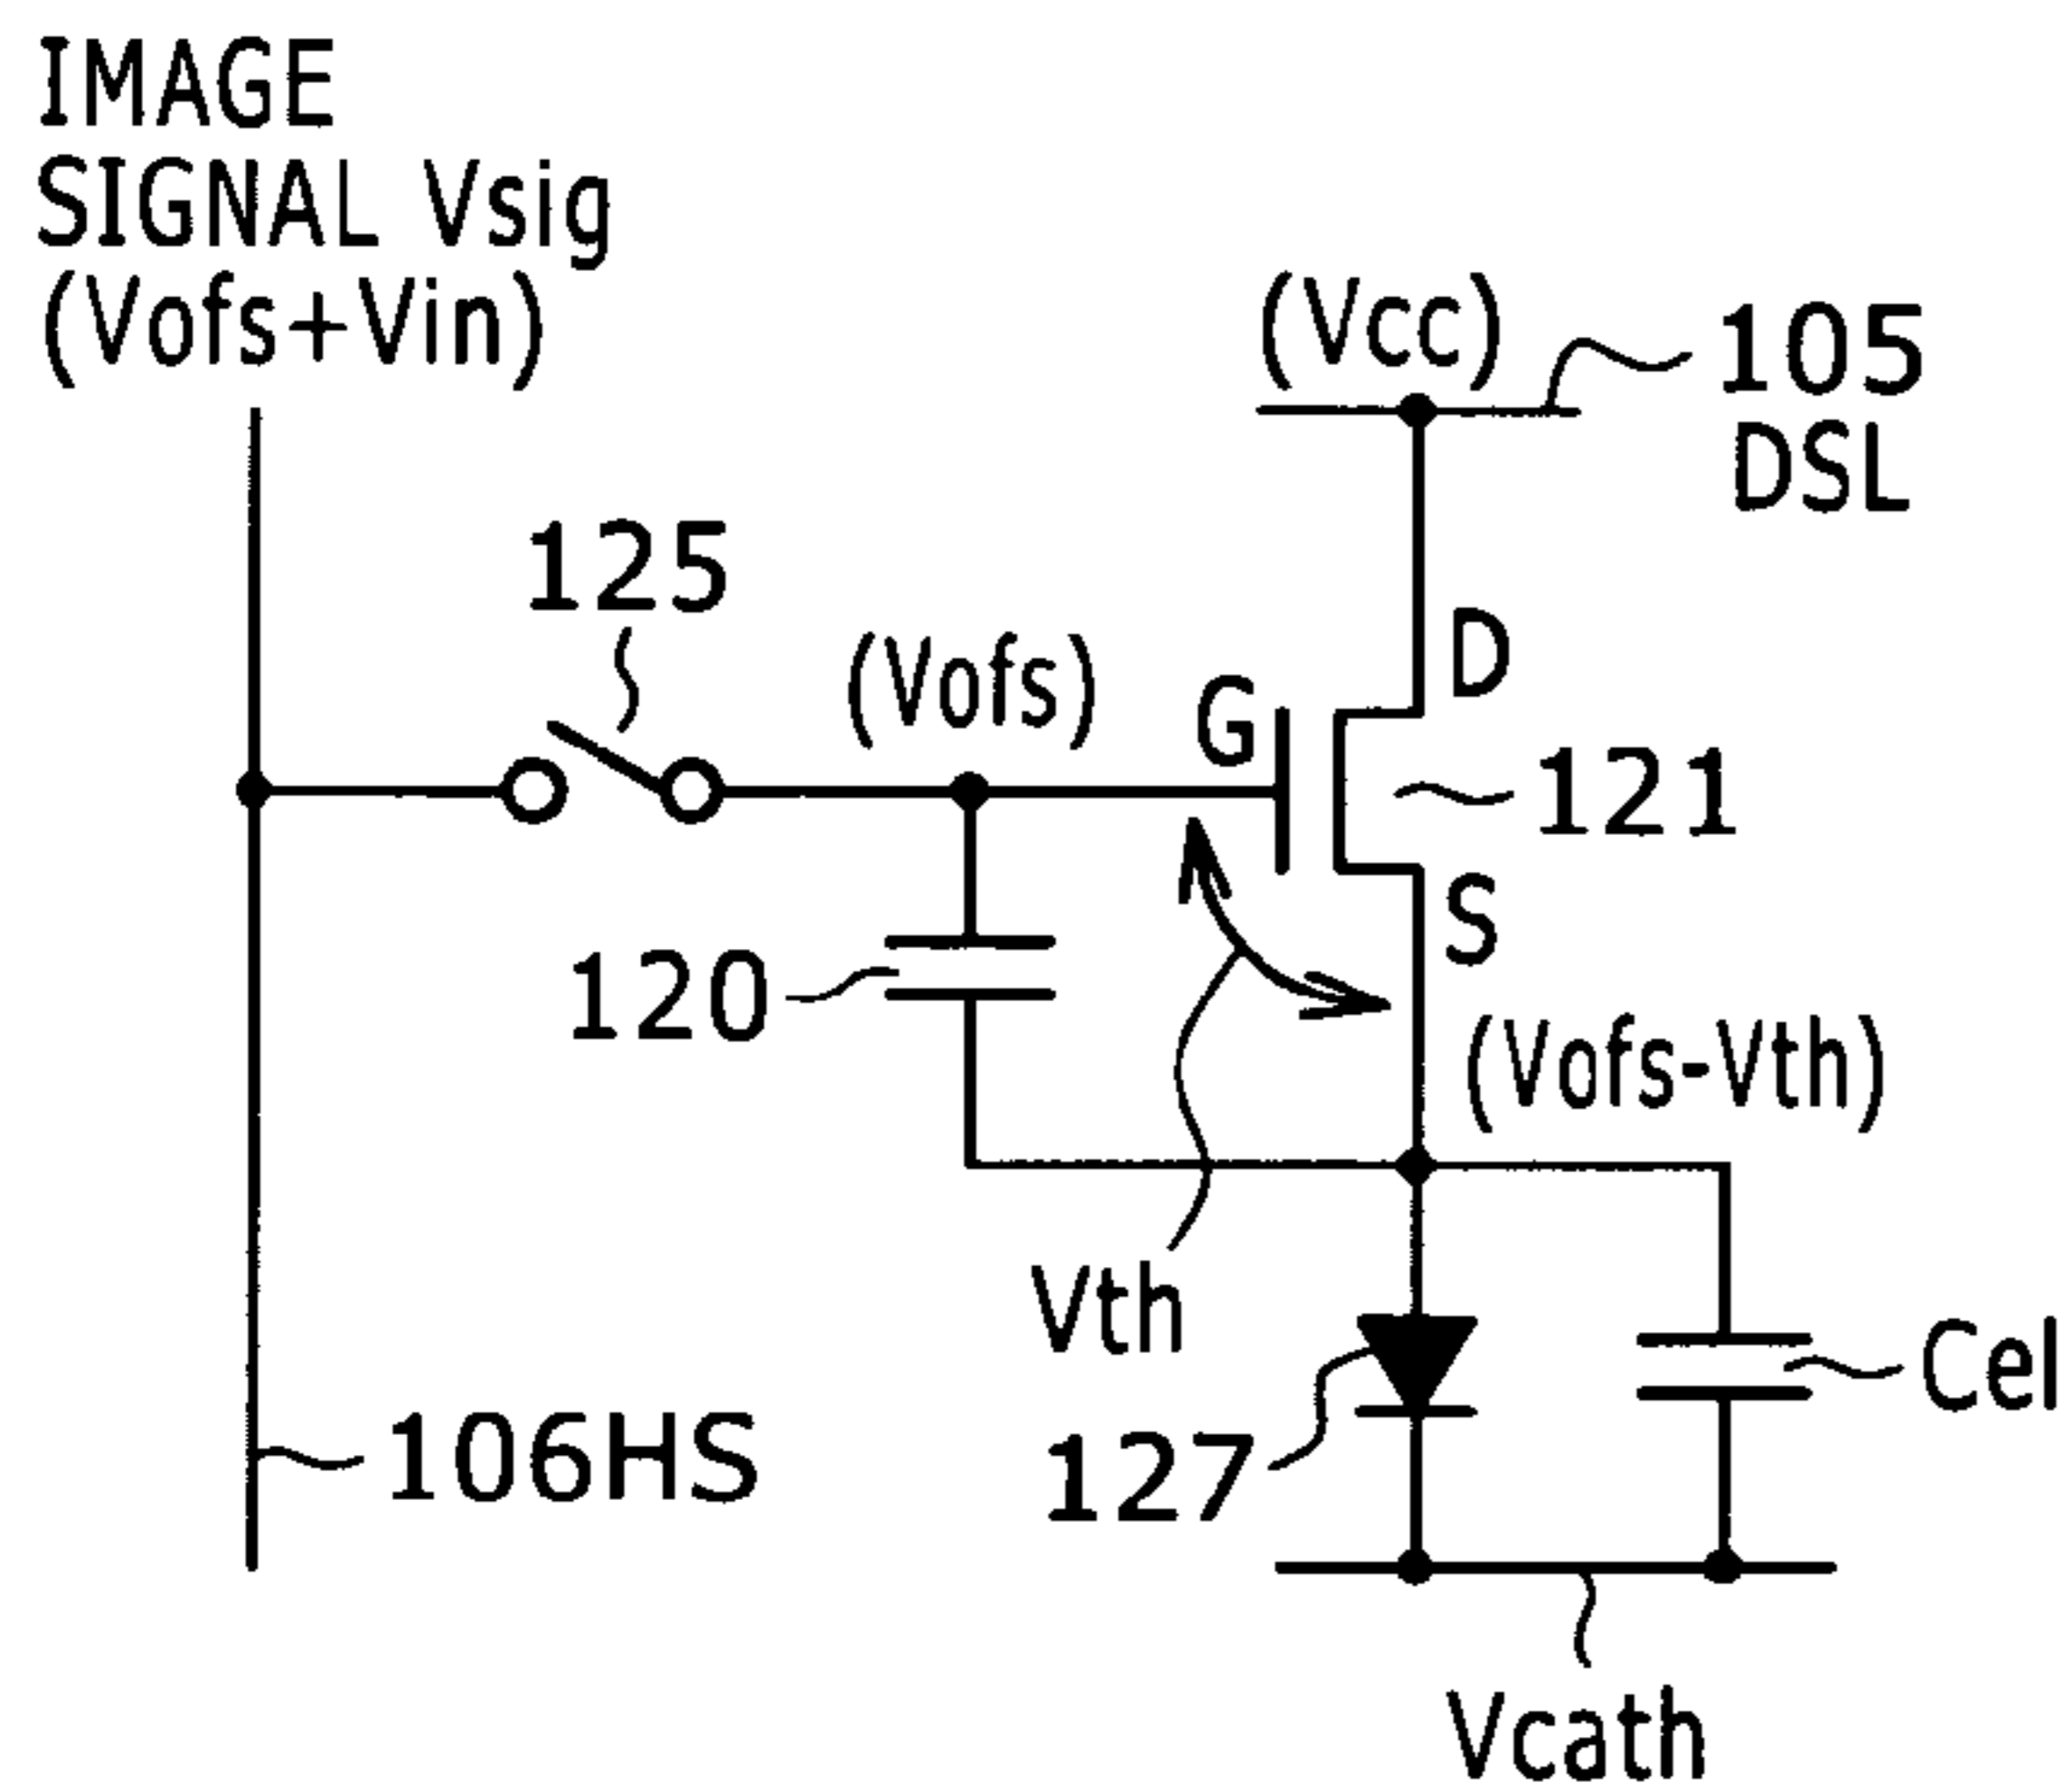 IMAGE
SIGNAL Vsig
(Vofs+Vin)
(Vcc)
105
DSL
125
(Vofs)
G
D
121
S
120
(Vofs-Vth)
Vth
Cel
127
106HS
Vcath